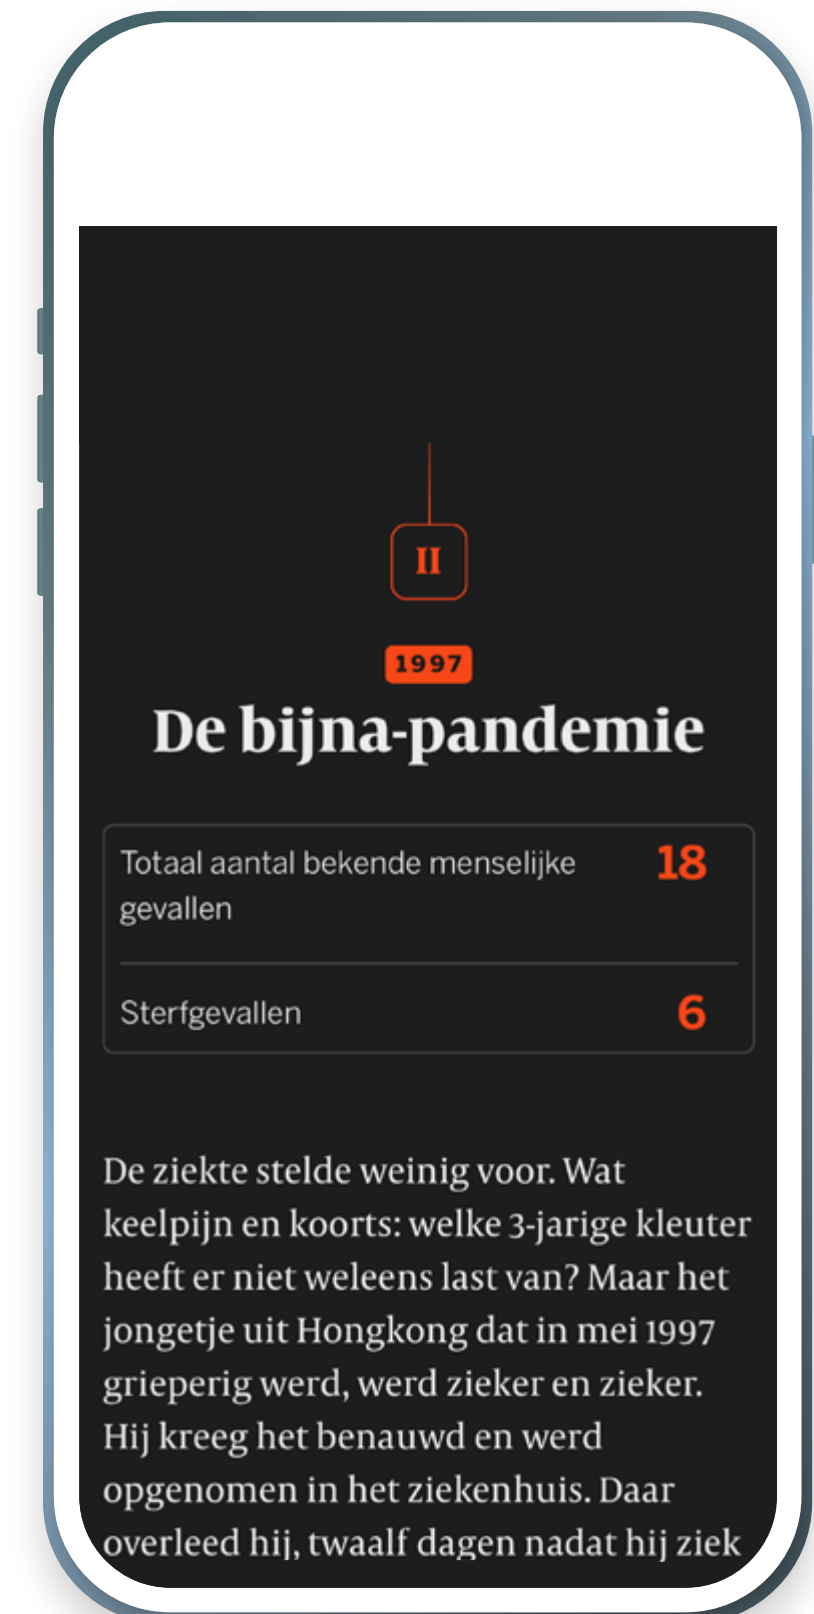 II
1997
De bijna-pandemie
Totaal aantal bekende menselijke 18
gevallen
Sterfgevallen 6
De ziekte stelde weinig voor. Wat
keelpijn en koorts: welke 3-jarige kleuter
heeft er niet weleens last van? Maar het
jongetje uit Hongkong dat in mei 1997
grieperig werd, werd zieker en zieker.
Hij kreeg het benauwd en werd
opgenomen in het ziekenhuis. Daar
overleed hij, twaalf dagen nadat hij ziek